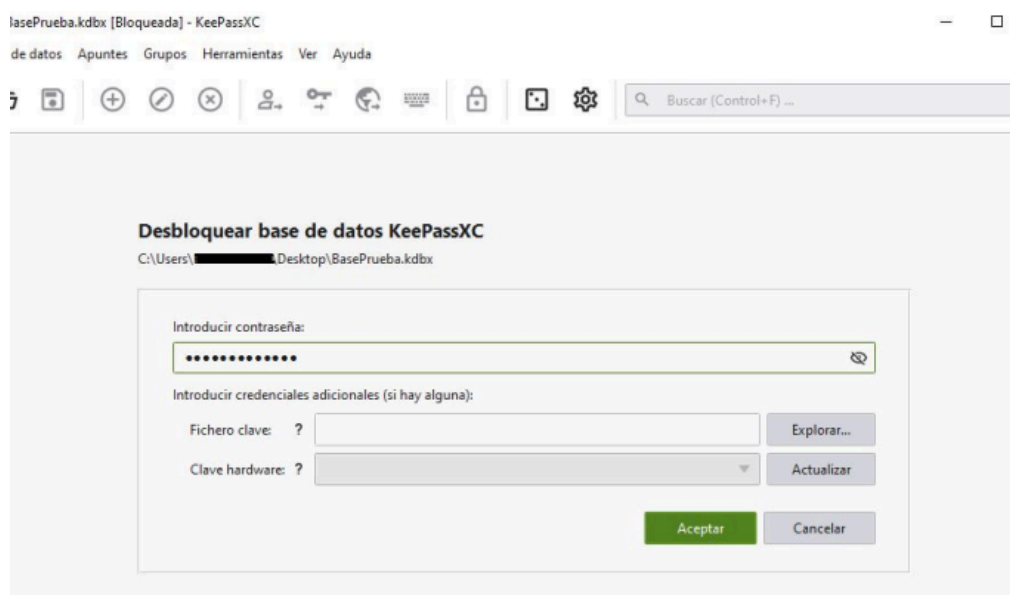 BasePrueba.kdbx [Bloqueada] - KeePassXC
de datos Apuntes Grupos Herramientas Ver Ayuda
Buscar (Control+F) ...
Desbloquear base de datos KeePassXC
C:\Users\ \Desktop\BasePrueba.kdbx
Introducir contraseña:
•••••••••••••
Introducir credenciales adicionales (si hay alguna):
Fichero clave: ? Explorar...
Clave hardware: ? Actualizar
Aceptar Cancelar